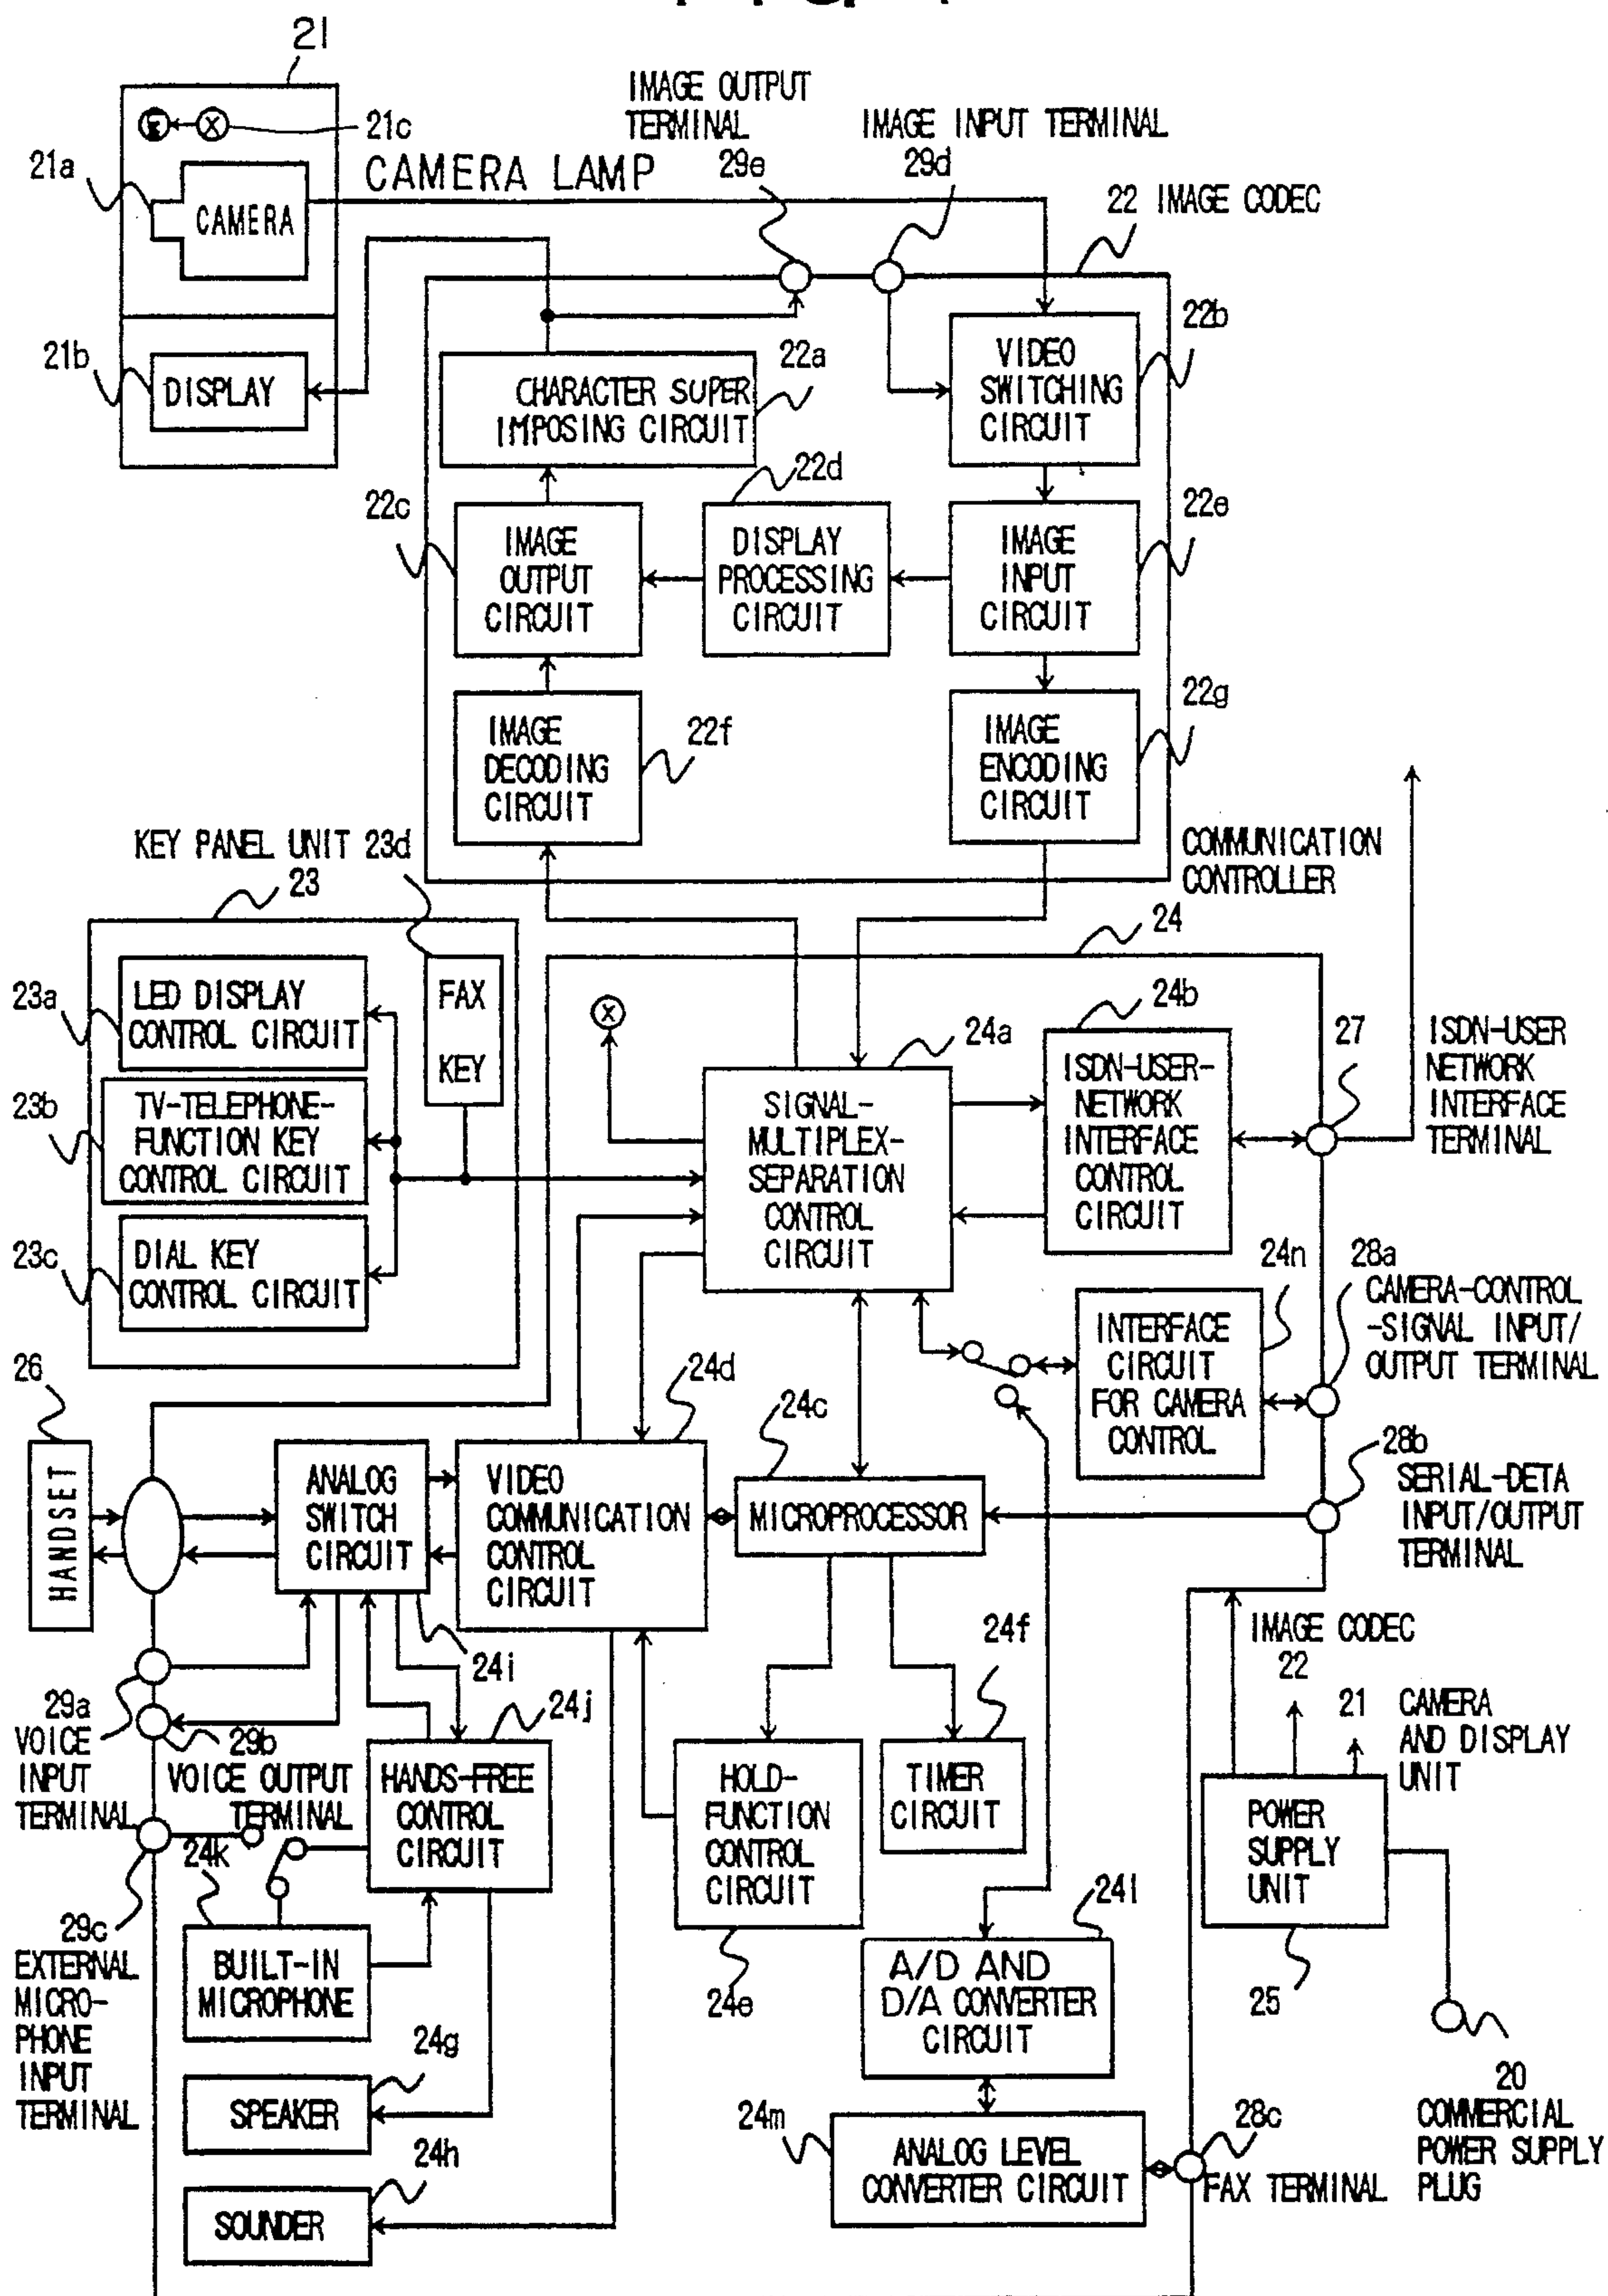 21
21c
21a
CAMERA LAMP
CAMERA
IMAGE OUTPUT
TERMINAL
29e
IMAGE INPUT TERMINAL
29d
22 IMAGE CODEC
21b
DISPLAY
22a
CHARACTER SUPER
IMPOSING CIRCUIT
22b
VIDEO
SWITCHING
CIRCUIT
22c
IMAGE
OUTPUT
CIRCUIT
22d
DISPLAY
PROCESSING
CIRCUIT
22e
IMAGE
INPUT
CIRCUIT
22f
IMAGE
DECODING
CIRCUIT
22g
IMAGE
ENCODING
CIRCUIT
KEY PANEL UNIT
23
23d
FAX
KEY
23a
LED DISPLAY
CONTROL CIRCUIT
23b
TV-TELEPHONE-
FUNCTION KEY
CONTROL CIRCUIT
23c
DIAL KEY
CONTROL CIRCUIT
COMMUNICATION
CONTROLLER
24
X
24a
SIGNAL-
MULTIPLEX-
SEPARATION
CONTROL
CIRCUIT
24b
ISDN-USER-
NETWORK
INTERFACE
CONTROL
CIRCUIT
27
ISDN-USER
NETWORK
INTERFACE
TERMINAL
24n
INTERFACE
CIRCUIT
FOR CAMERA
CONTROL
28a
CAMERA-CONTROL
-SIGNAL INPUT/
OUTPUT TERMINAL
28b
SERIAL-DETA
INPUT/OUTPUT
TERMINAL
26
HANDSET
ANALOG
SWITCH
CIRCUIT
24i
24d
VIDEO
COMMUNICATION
CONTROL
CIRCUIT
24c
MICROPROCESSOR
29a
VOICE
INPUT
TERMINAL
29b
VOICE OUTPUT
TERMINAL
24j
HANDS-FREE
CONTROL
CIRCUIT
24k
BUILT-IN
MICROPHONE
29c
EXTERNAL
MICRO-
PHONE
INPUT
TERMINAL
24g
SPEAKER
24h
SOUNDER
HOLD-
FUNCTION
CONTROL
CIRCUIT
24e
24f
TIMER
CIRCUIT
24l
A/D AND
D/A CONVERTER
CIRCUIT
24m
ANALOG LEVEL
CONVERTER CIRCUIT
28c
FAX TERMINAL
IMAGE CODEC
22
21 CAMERA
AND DISPLAY
UNIT
POWER
SUPPLY
UNIT
25
20
COMMERCIAL
POWER SUPPLY
PLUG